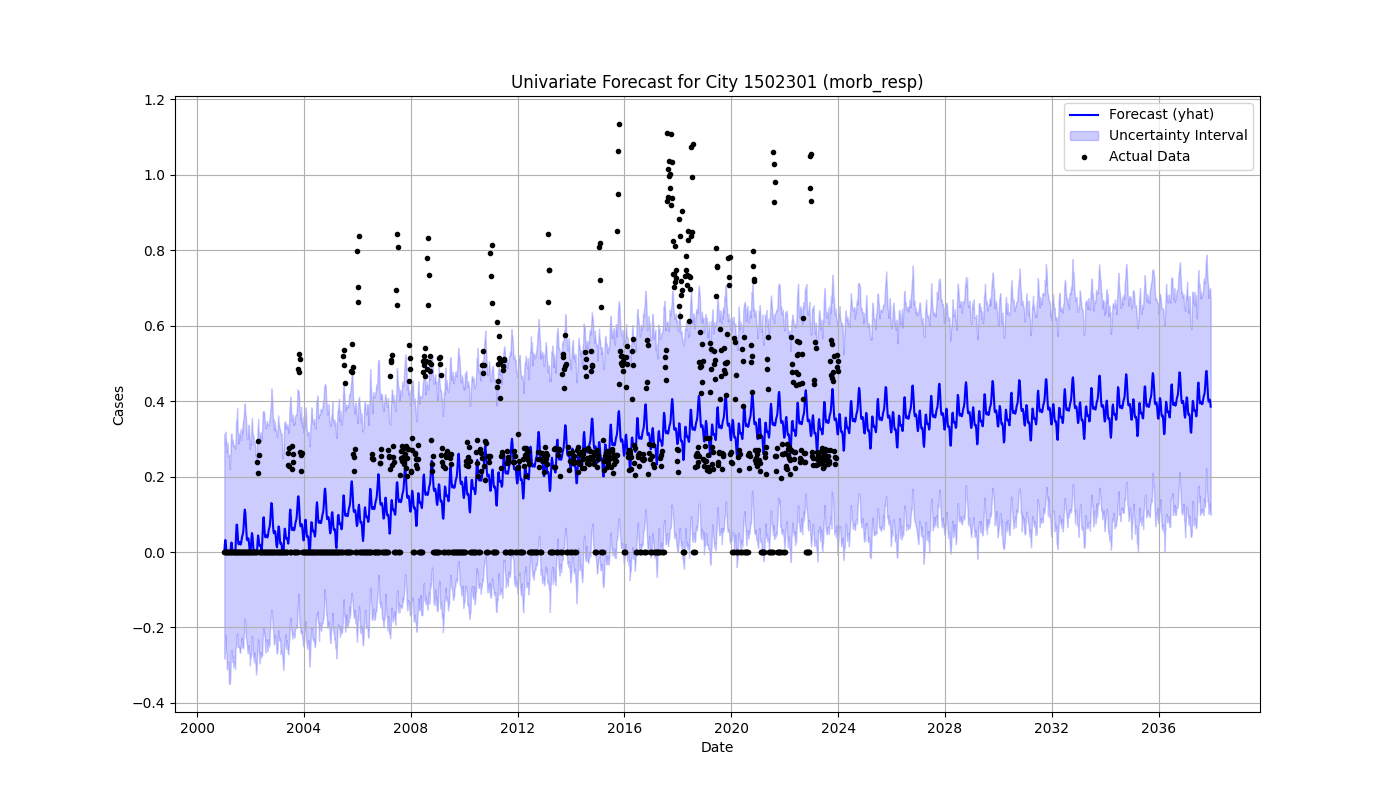 Univariate Forecast for City 1502301 (morb_resp)
Forecast (yhat)
Uncertainty Interval
Actual Data
Cases
1.2
1.0
0.8
0.6
0.4
0.2
0.0
−0.2
−0.4
2000 2004 2008 2012 2016 2020 2024 2028 2032 2036
Date